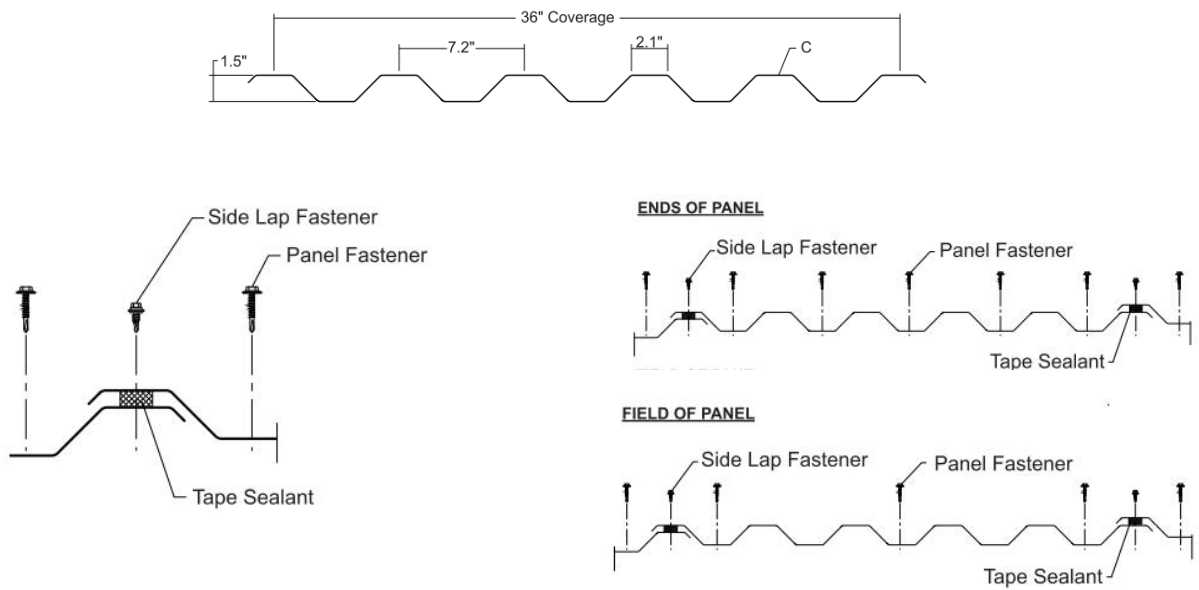 36" Coverage
7.2"
2.1"
C
1.5"
Side Lap Fastener
Panel Fastener
Tape Sealant
ENDS OF PANEL
Side Lap Fastener
Panel Fastener
Tape Sealant
FIELD OF PANEL
Side Lap Fastener
Panel Fastener
Tape Sealant